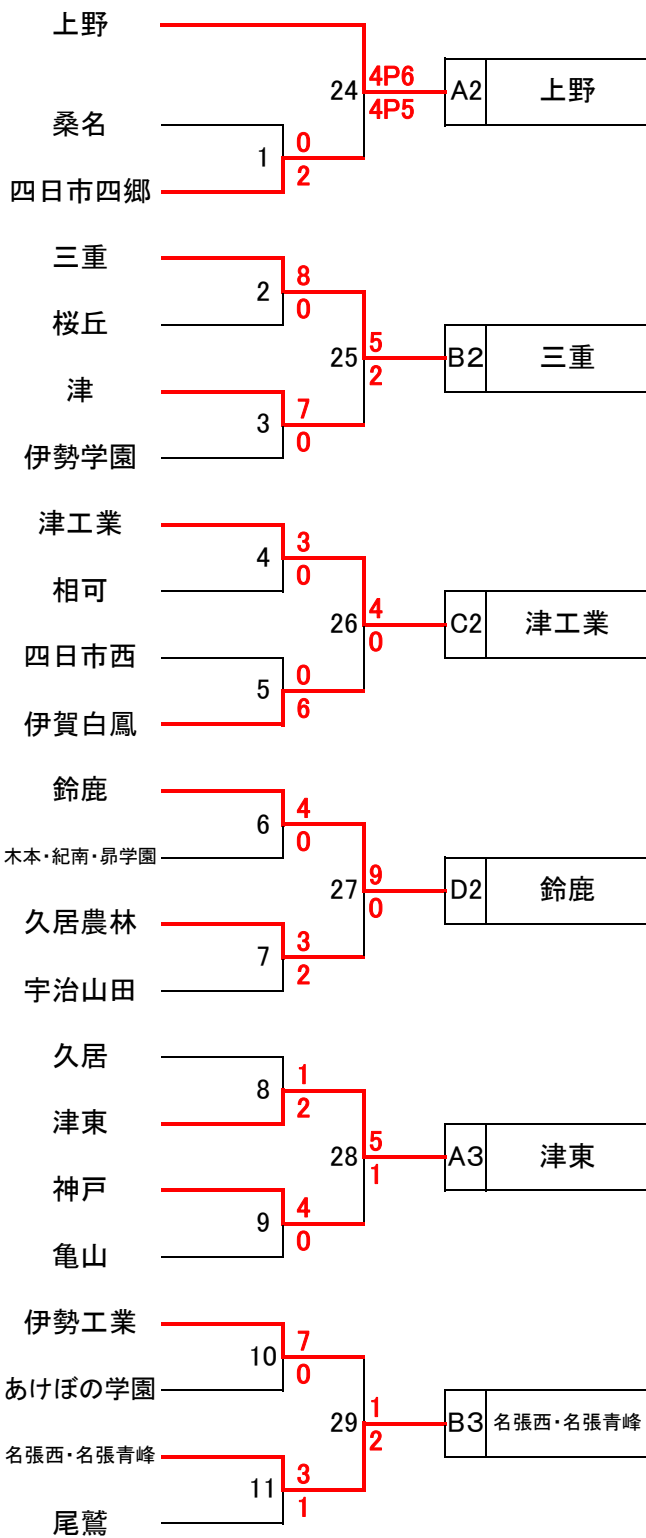 上野
24
4P6
4P5
A2
上野
桑名
1
0
2
四日市四郷
三重
2
8
0
桜丘
25
5
2
B2
三重
津
3
7
0
伊勢学園
津工業
4
3
0
相可
26
4
0
C2
津工業
四日市西
5
0
6
伊賀白鳳
鈴鹿
6
4
0
木本・紀南・昴学園
27
9
0
D2
鈴鹿
久居農林
7
3
2
宇治山田
久居
8
1
2
津東
28
5
1
A3
津東
神戸
9
4
0
亀山
伊勢工業
10
7
0
あけぼの学園
29
1
2
B3
名張西・名張青峰
名張西・名張青峰
11
3
1
尾鷲